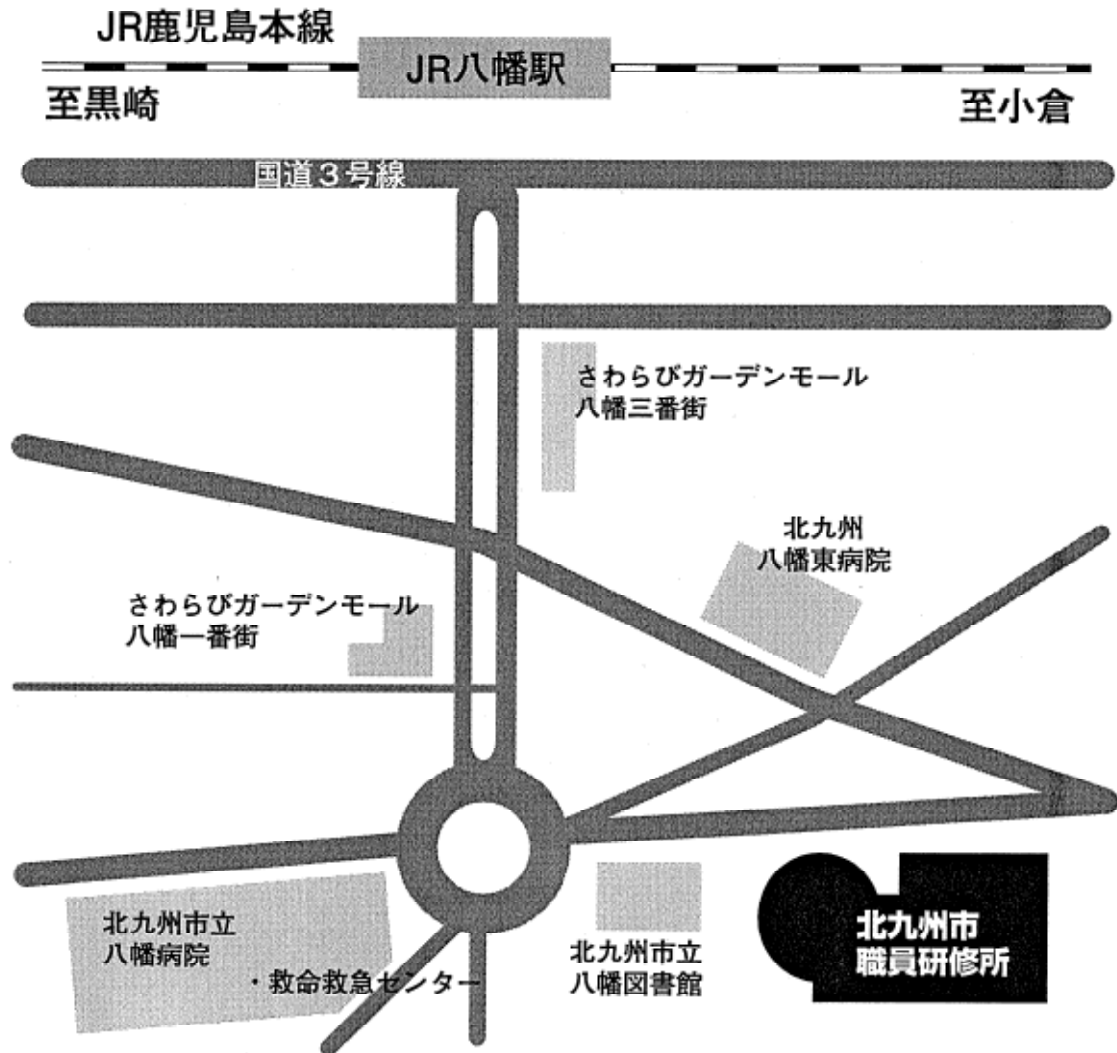 JR鹿児島本線
JR八幡駅
至黒崎
至小倉
国道３号線
さわらびガーデンモール
八幡三番街
北九州
八幡東病院
さわらびガーデンモール
八幡一番街
北九州市立
八幡病院
・救命救急センター
北九州市立
八幡図書館
北九州市
職員研修所